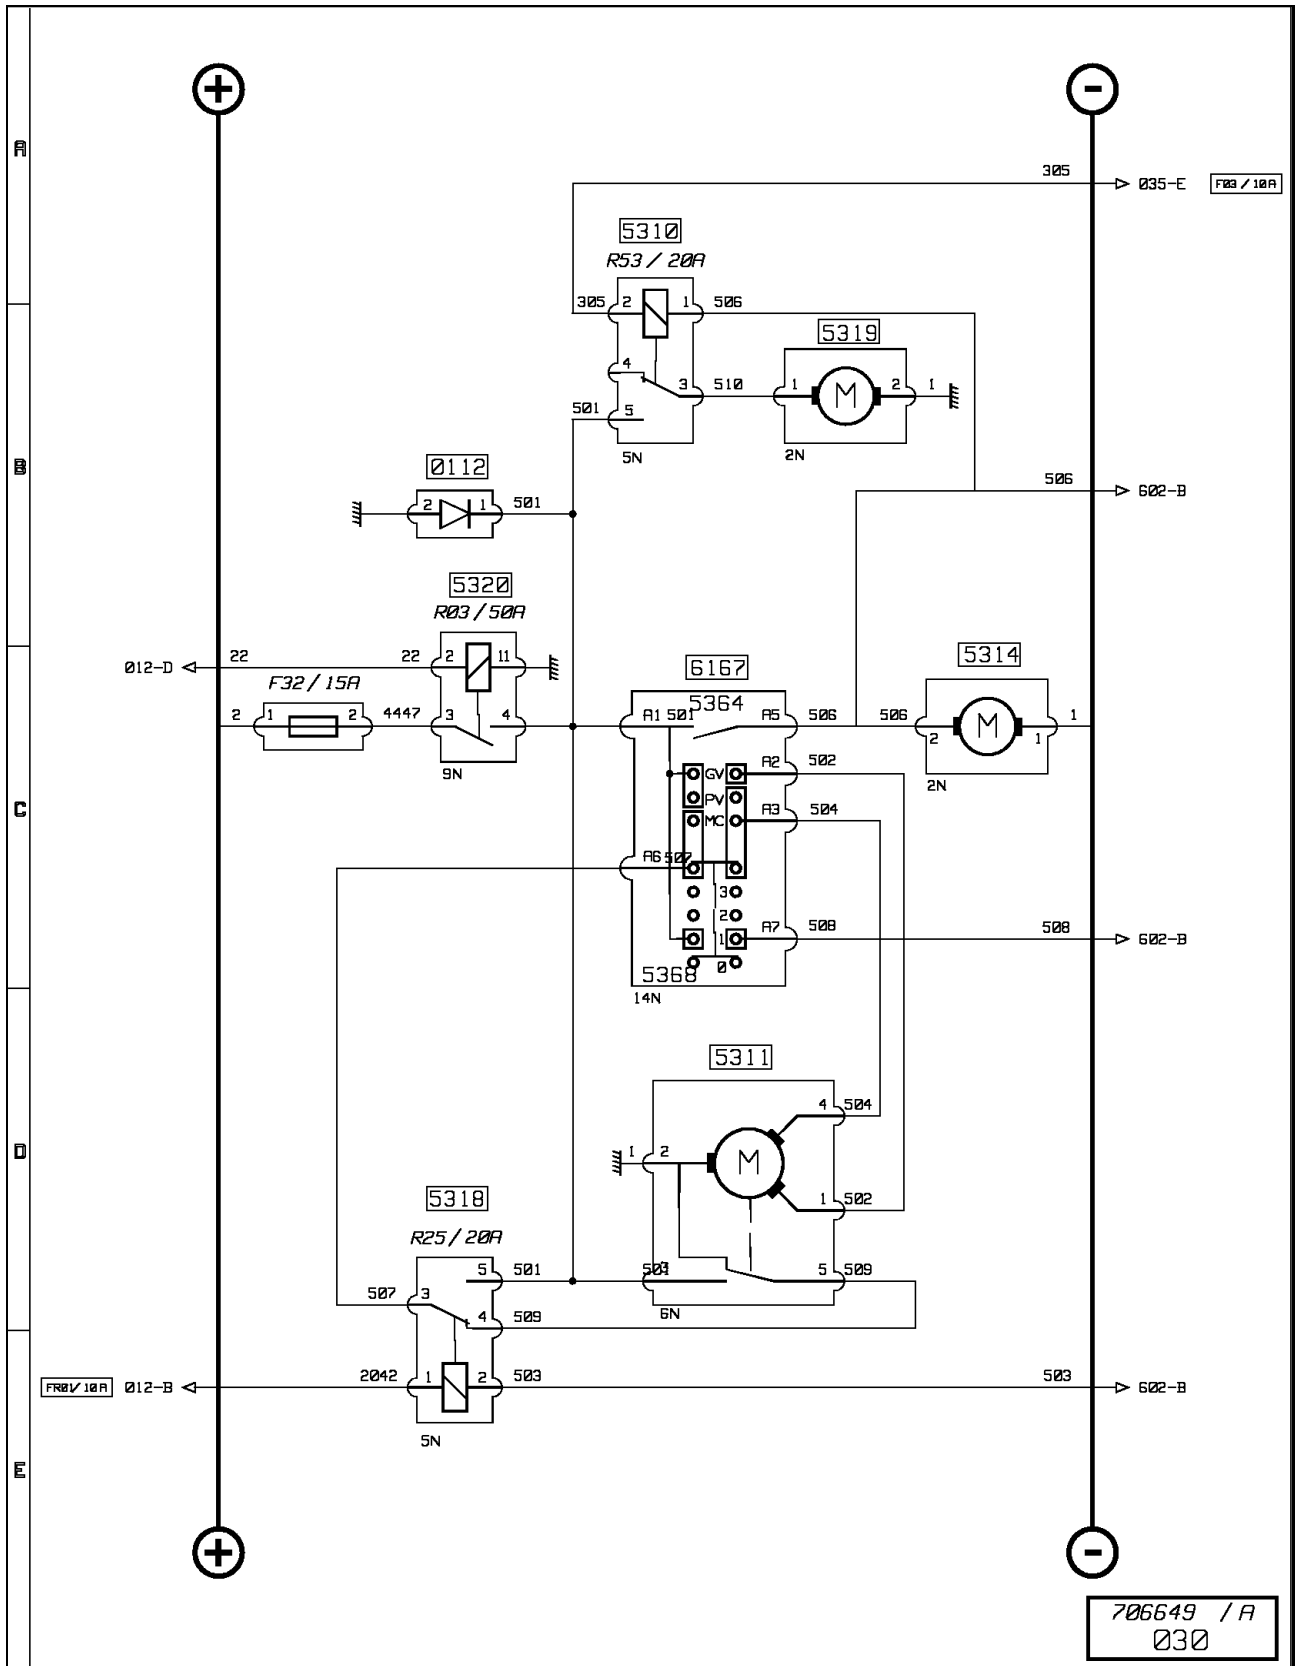 + -
A
305 035-E F03/10A
5310
R53/20A
305 2 1 506
5319
4
3 510 1 M 2 1
501 5
5N 2N
B
0112
506 602-B
2 1 501
5320
R03/50A
6167 5314
012-D 22 22 2 11
F32/15A
5364
2 1 2 4447 3 4 A1 501 A5 506 506 2 M 1 1
GV A2 502
9N 2N
PV
C
MC A3 504
A6 507
3
2
1 A7 508 508 602-B
0
5368
14N
5311
4 504
D
1 2 M
5318
1 502
R25/20A
5 501 5 509
507 3
4 509
6N
FR01/10A 012-B 2042 1 2 503 503 602-B
5N
E
+ -
706649 /A
030